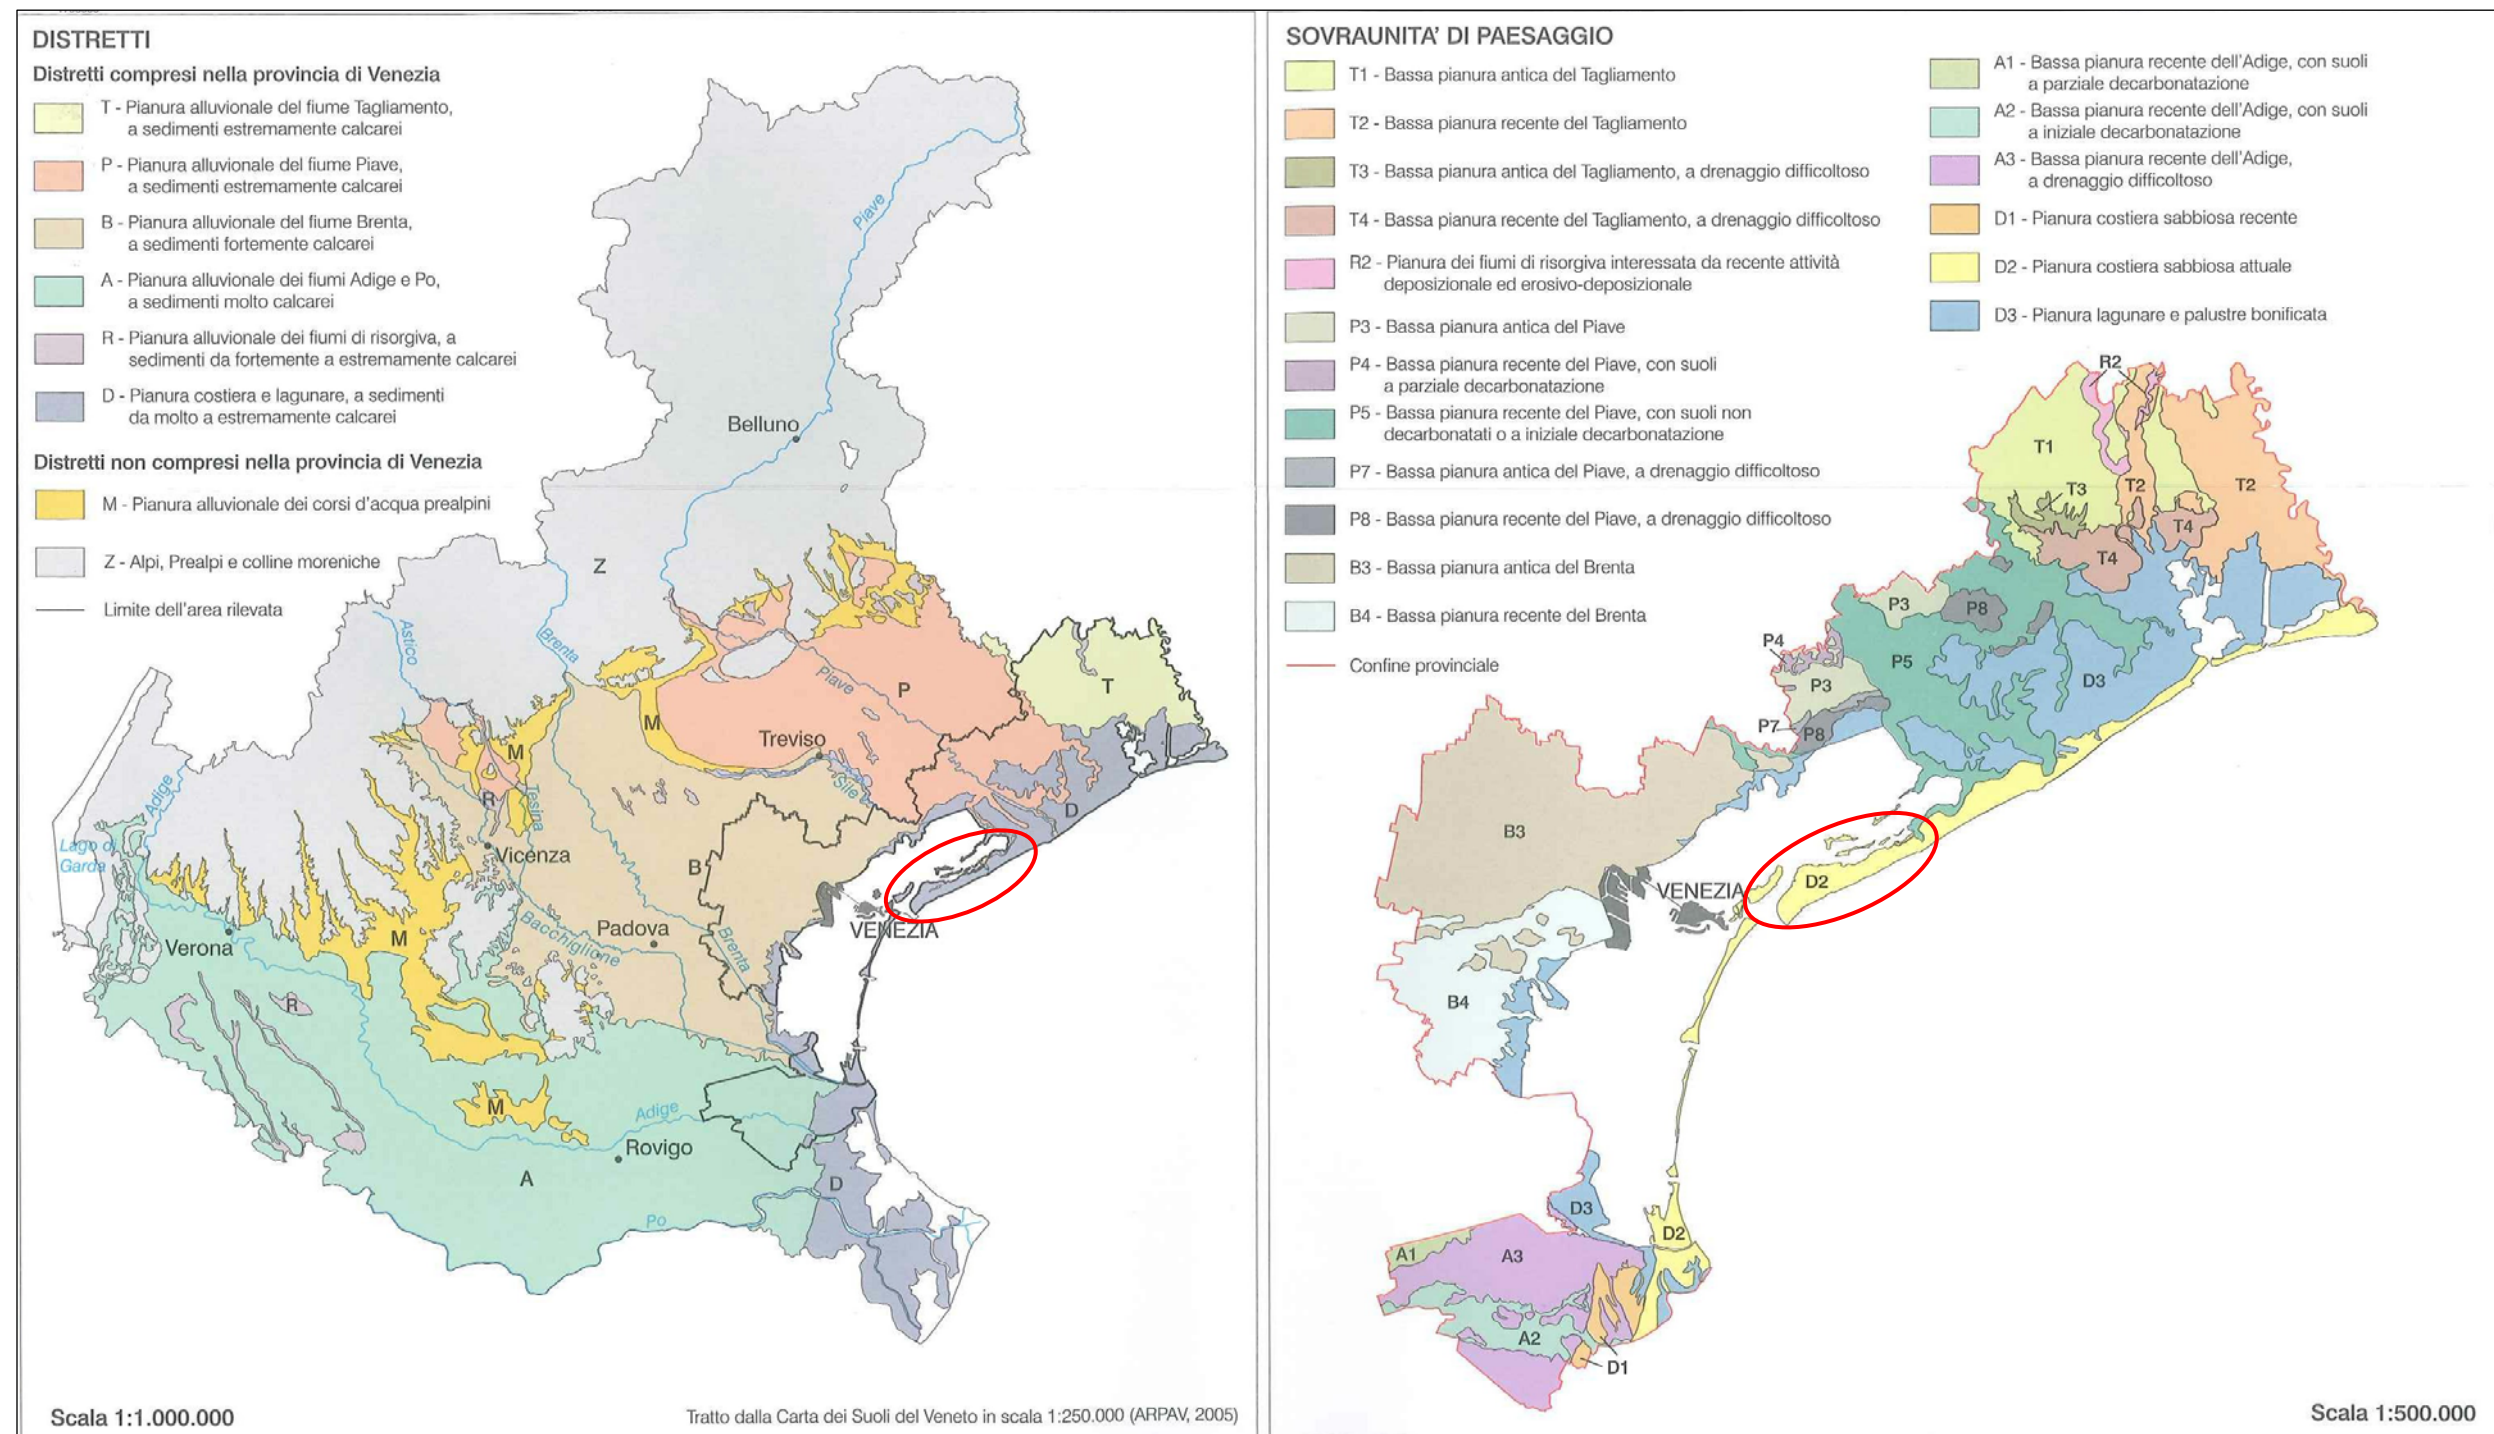 DISTRETTI
Distretti compresi nella provincia di Venezia
T - Pianura alluvionale del fiume Tagliamento,
a sedimenti estremamente calcarei
P - Pianura alluvionale del fiume Piave,
a sedimenti estremamente calcarei
B - Pianura alluvionale del fiume Brenta,
a sedimenti fortemente calcarei
A - Pianura alluvionale dei fiumi Adige e Po,
a sedimenti molto calcarei
R - Pianura alluvionale dei fiumi di risorgiva, a
sedimenti da fortemente a estremamente calcarei
D - Pianura costiera e lagunare, a sedimenti
da molto a estremamente calcarei
Distretti non compresi nella provincia di Venezia
M - Pianura alluvionale dei corsi d'acqua prealpini
Z - Alpi, Prealpi e colline moreniche
Limite dell'area rilevata
Piave
Belluno
Z
Astico
Brenta
Piave
P
T
M
Treviso
M
Sile
Adige
R
Tesina
D
Lago di
Garda
Vicenza
B
Verona
M
Bacchiglione
Padova
Brenta
VENEZIA
R
M
Adige
Rovigo
A
D
Po
Scala 1:1.000.000
Tratto dalla Carta dei Suoli del Veneto in scala 1:250.000 (ARPAV, 2005)
SOVRAUNITA' DI PAESAGGIO
T1 - Bassa pianura antica del Tagliamento
T2 - Bassa pianura recente del Tagliamento
T3 - Bassa pianura antica del Tagliamento, a drenaggio difficoltoso
T4 - Bassa pianura recente del Tagliamento, a drenaggio difficoltoso
R2 - Pianura dei fiumi di risorgiva interessata da recente attività
deposizionale ed erosivo-deposizionale
P3 - Bassa pianura antica del Piave
P4 - Bassa pianura recente del Piave, con suoli
a parziale decarbonatazione
P5 - Bassa pianura recente del Piave, con suoli non
decarbonatati o a iniziale decarbonatazione
P7 - Bassa pianura antica del Piave, a drenaggio difficoltoso
P8 - Bassa pianura recente del Piave, a drenaggio difficoltoso
B3 - Bassa pianura antica del Brenta
B4 - Bassa pianura recente del Brenta
Confine provinciale
A1 - Bassa pianura recente dell'Adige, con suoli
a parziale decarbonatazione
A2 - Bassa pianura recente dell'Adige, con suoli
a iniziale decarbonatazione
A3 - Bassa pianura recente dell'Adige,
a drenaggio difficoltoso
D1 - Pianura costiera sabbiosa recente
D2 - Pianura costiera sabbiosa attuale
D3 - Pianura lagunare e palustre bonificata
R2
T1
T3
T2
T2
T4
T4
P3
P8
P4
P5
P3
D3
P7
P8
B3
D2
VENEZIA
B4
D3
D2
A1
A3
A2
D1
Scala 1:500.000